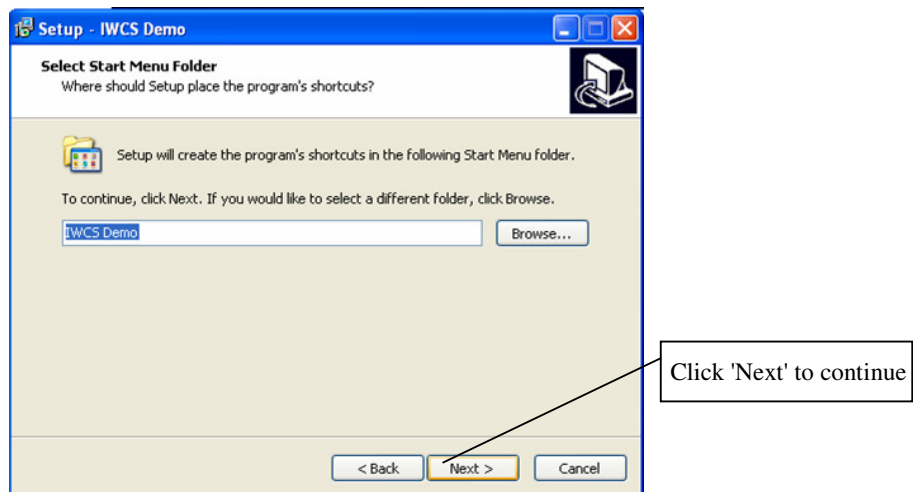 Setup - IWCS Demo
Select Start Menu Folder
Where should Setup place the program's shortcuts?
Setup will create the program's shortcuts in the following Start Menu folder.
To continue, click Next. If you would like to select a different folder, click Browse.
IWCS Demo
Browse...
Click 'Next' to continue
< Back
Next >
Cancel